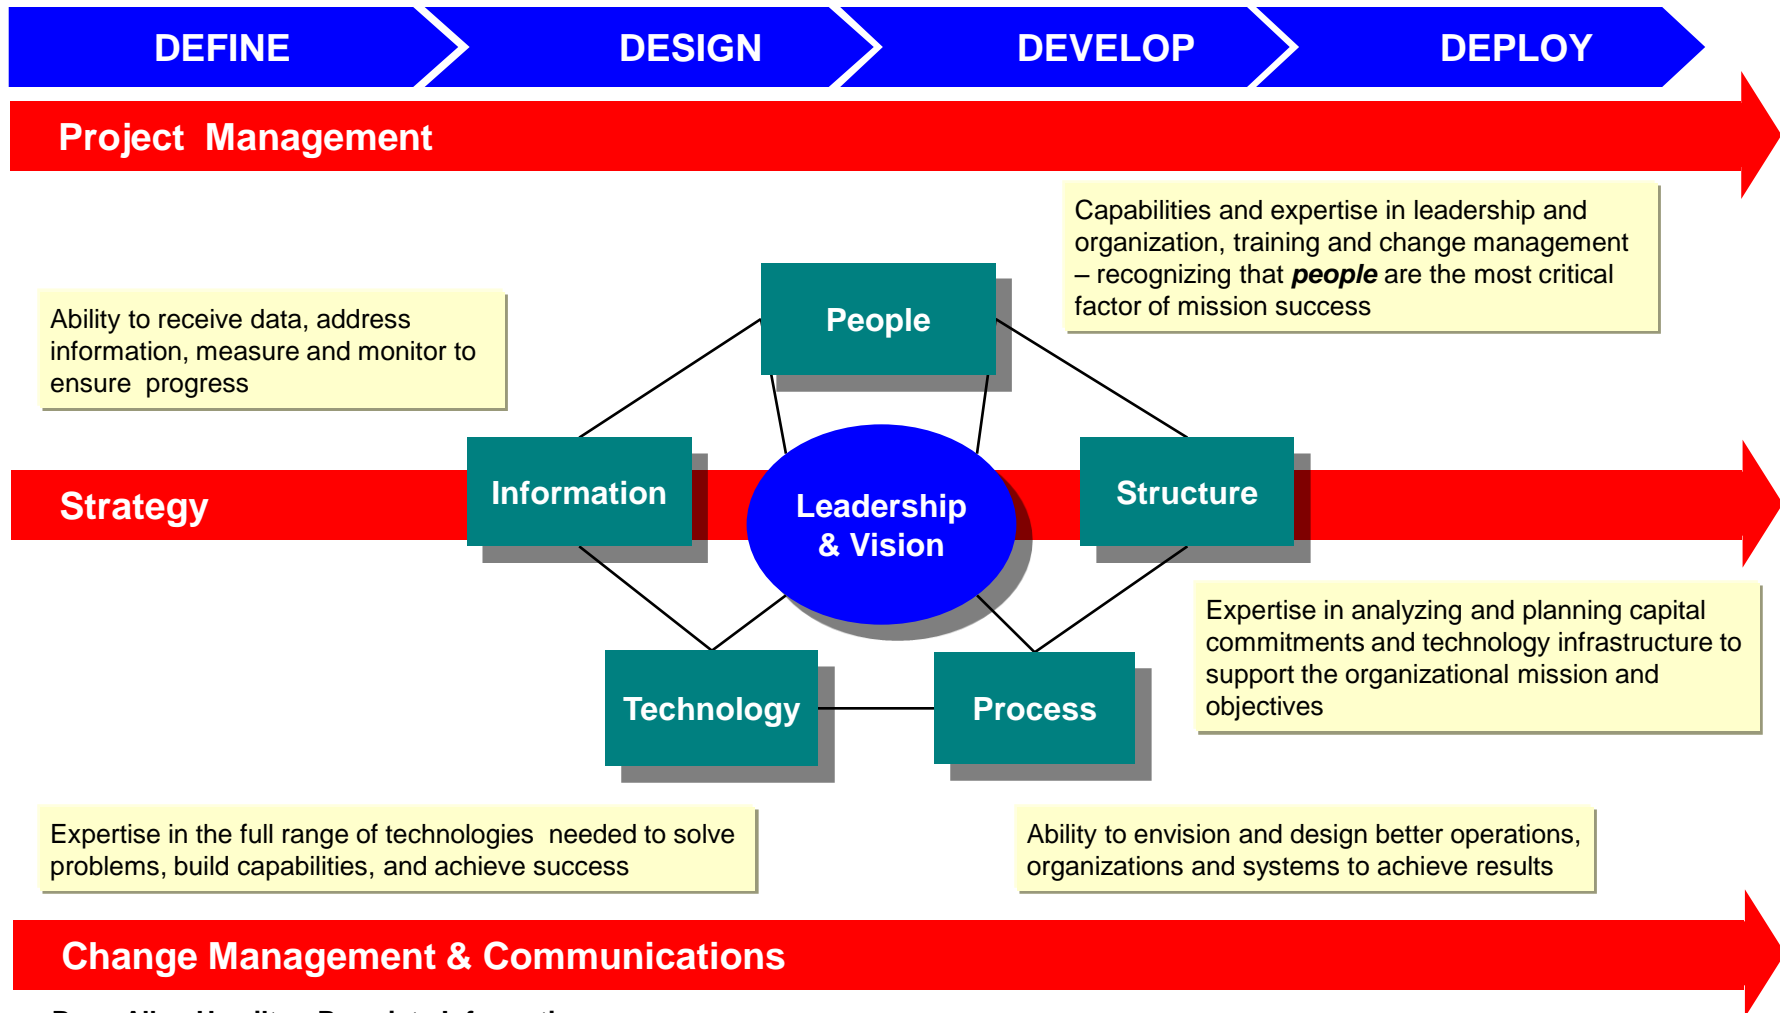 DEFINE
DESIGN
DEVELOP
DEPLOY
Project  Management
Capabilities and expertise in leadership and
organization, training and change management
– recognizing that people are the most critical
factor of mission success
People
Ability to receive data, address
information, measure and monitor to
ensure  progress
Strategy
Information
Leadership
& Vision
Structure
Expertise in analyzing and planning capital
commitments and technology infrastructure to
support the organizational mission and
objectives
Technology
Process
Expertise in the full range of technologies  needed to solve
problems, build capabilities, and achieve success
Ability to envision and design better operations,
organizations and systems to achieve results
Change Management & Communications